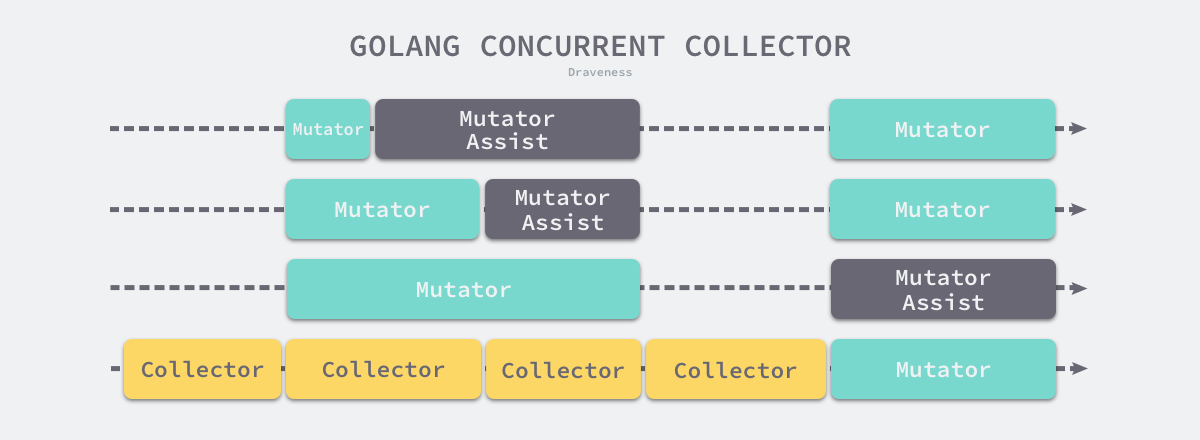 GOLANG CONCURRENT COLLECTOR
Draveness
Mutator
Mutator
Assist
Mutator
Mutator
Mutator
Assist
Mutator
Mutator
Mutator
Assist
Collector
Collector
Collector
Collector
Mutator